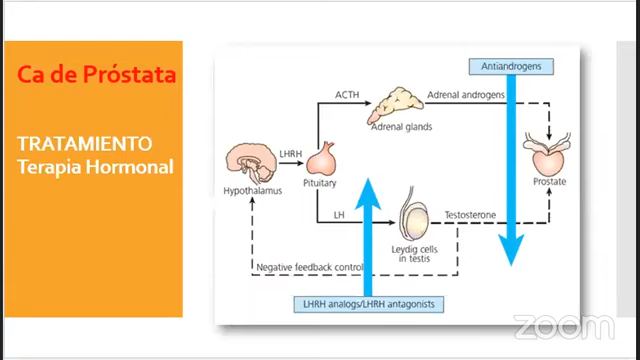 Ca de Próstata
TRATAMIENTO
Terapia Hormonal
Antiandrogens
ACTH
Adrenal androgens
Adrenal glands
LHRH
Hypothalamus
Pituitary
Prostate
LH
Testosterone
Leydig cells
in testis
Negative feedback control
LHRH analogs/LHRH antagonists
zoom